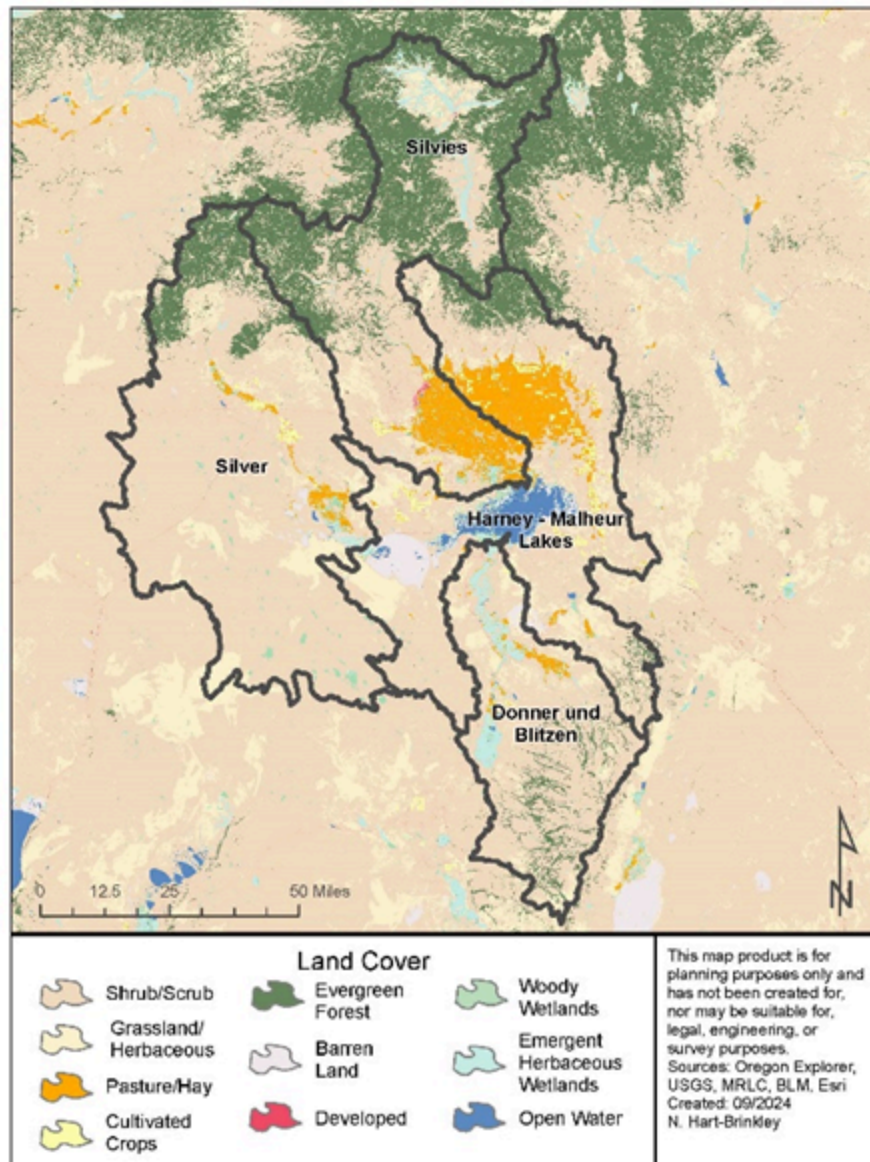 Silvies
Silver
Harney - Malheur
Lakes
Donner und
Blitzen
0 12.5 25 50 Miles
N
Land Cover
Shrub/Scrub
Grassland/
Herbaceous
Pasture/Hay
Cultivated
Crops
Evergreen
Forest
Barren
Land
Developed
Woody
Wetlands
Emergent
Herbaceous
Wetlands
Open Water
This map product is for
planning purposes only and
has not been created for,
nor may be suitable for,
legal, engineering, or
survey purposes.
Sources: Oregon Explorer,
USGS, MRLC, BLM, Esri
Created: 09/2024
N. Hart-Brinkley